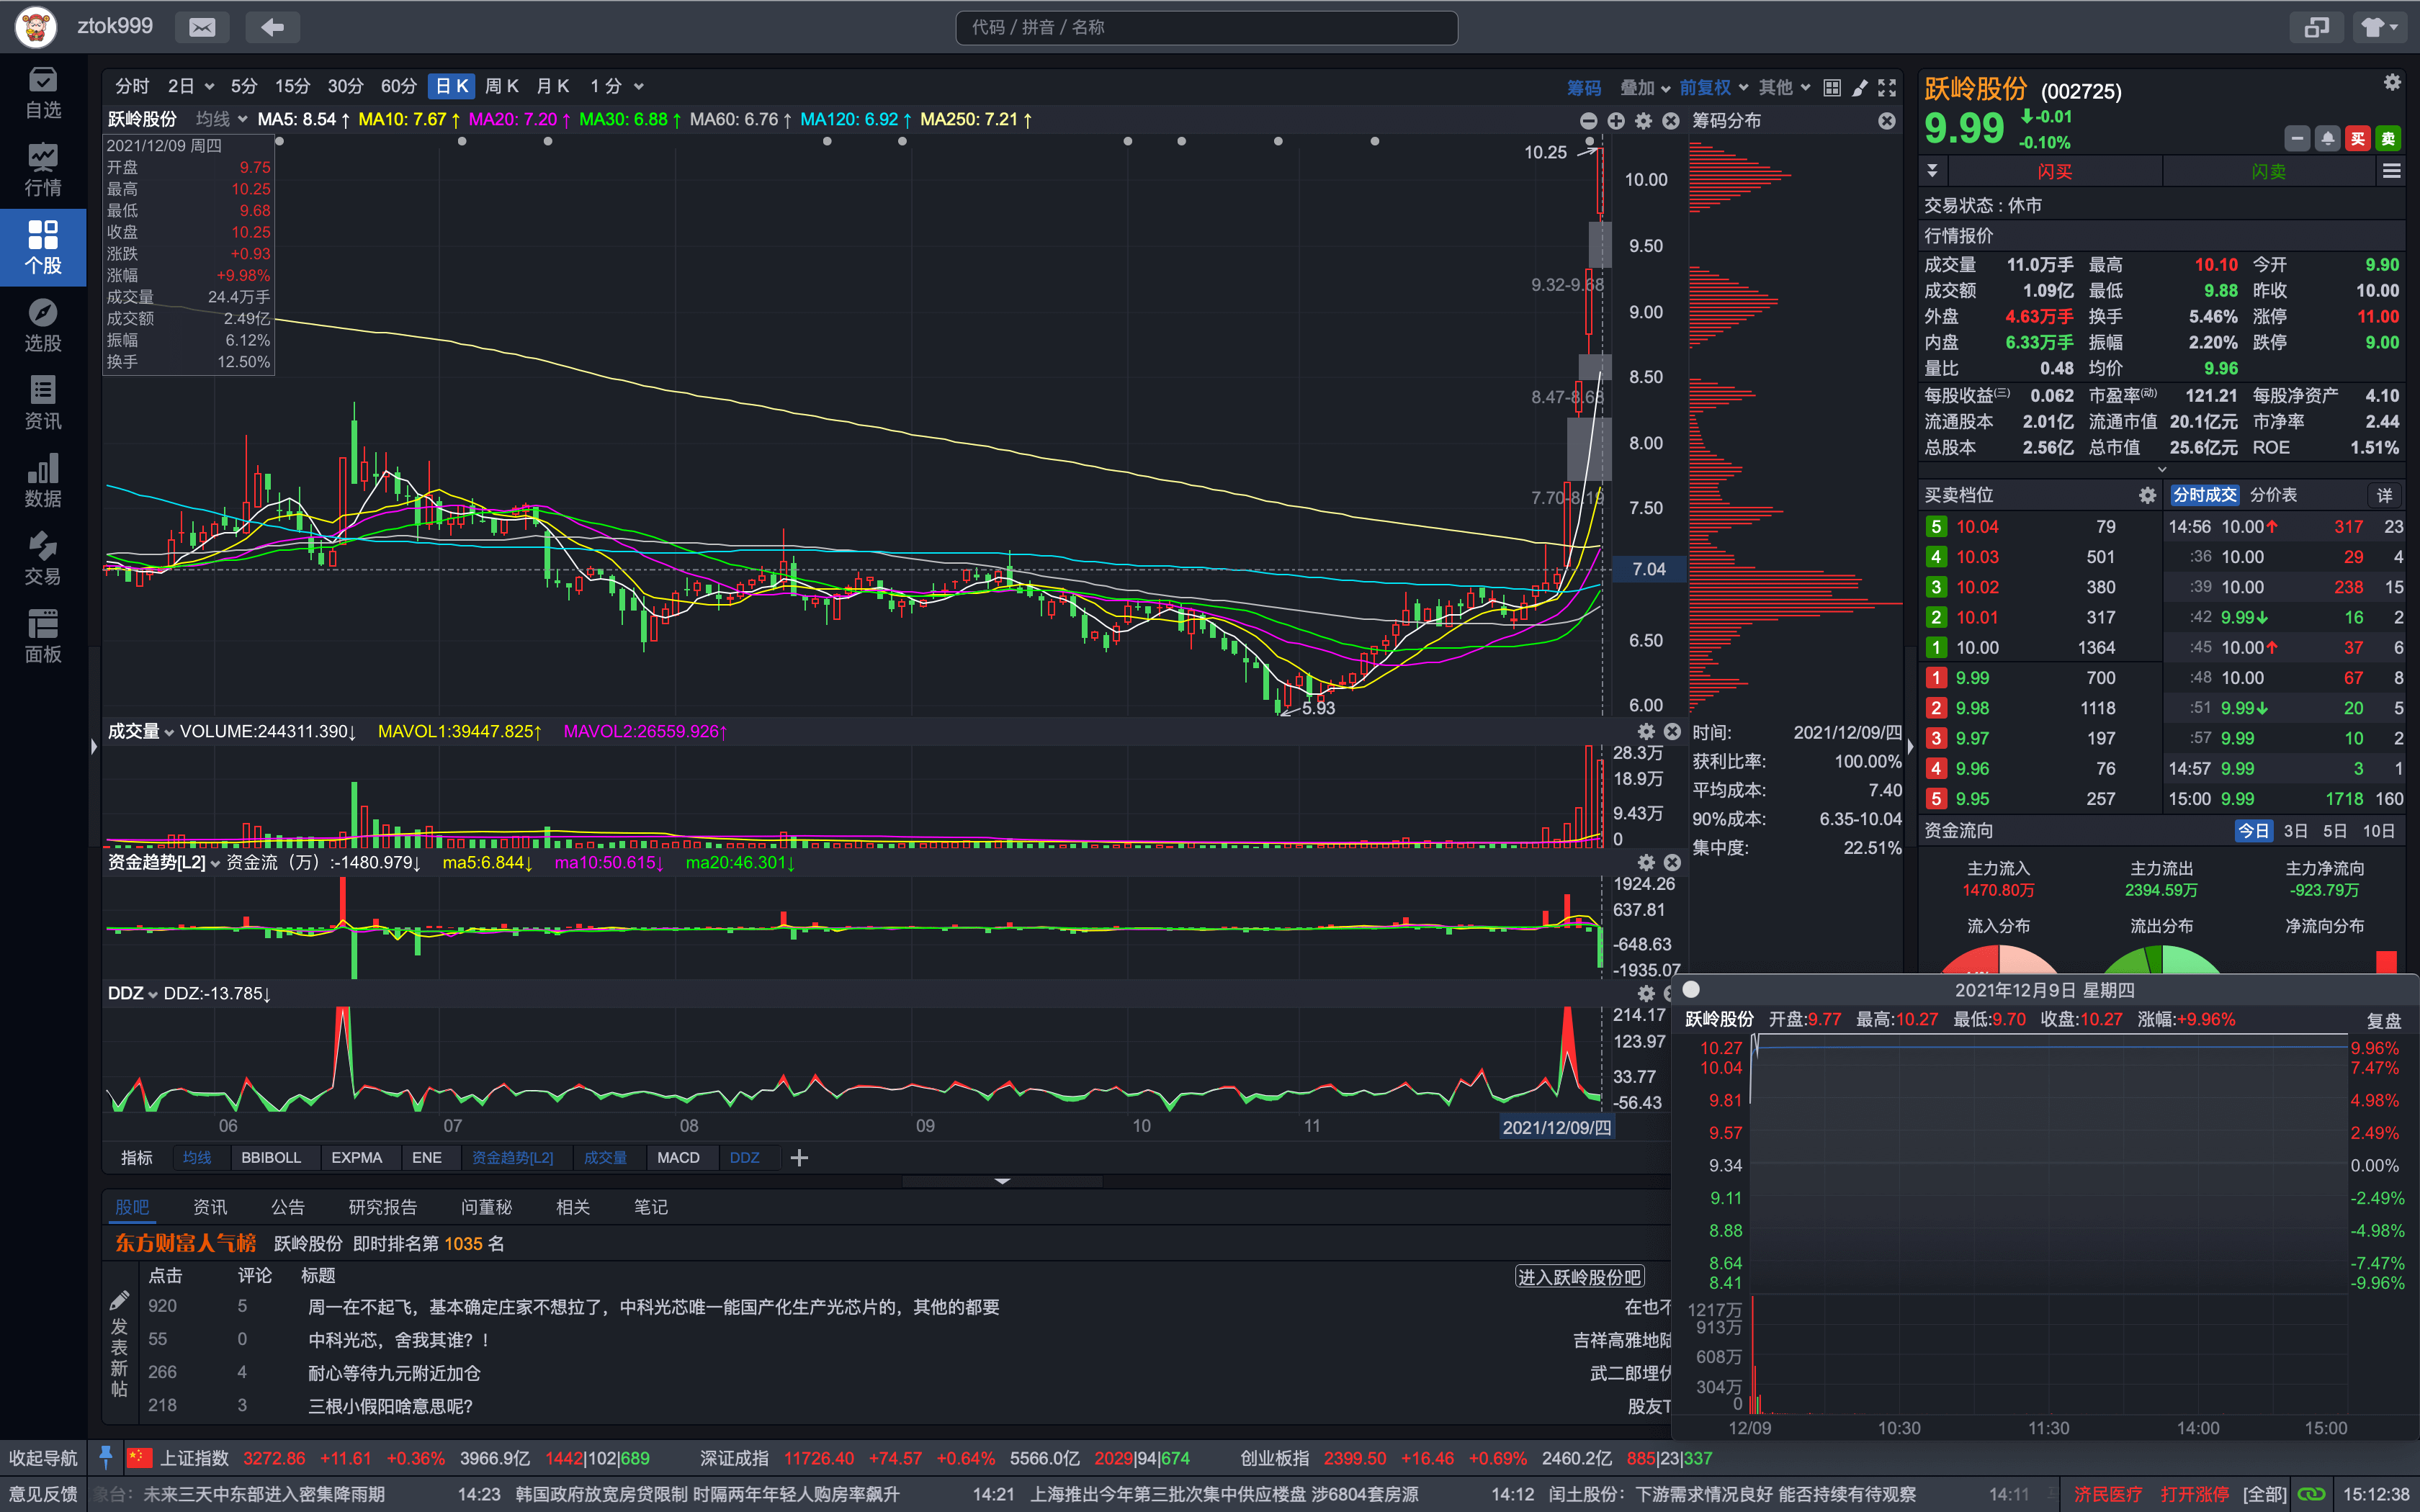 ztok999
代码 / 拼音 / 名称
自选
行情
个股
选股
资讯
数据
交易
面板
分时 2日 5分 15分 30分 60分 日K 周K 月K 1分
筹码 叠加 前复权 其他
跃岭股份 均线 MA5: 8.54↑ MA10: 7.67↑ MA20: 7.20↑ MA30: 6.88↑ MA60: 6.76↑ MA120: 6.92↑ MA250: 7.21↑
筹码分布
2021/12/09 周四
开盘 9.75
最高 10.25
最低 9.68
收盘 10.25
涨跌 +0.93
涨幅 +9.98%
成交量 24.4万手
成交额 2.49亿
振幅 6.12%
换手 12.50%
10.25
10.00
9.50
9.32-9.68
9.00
8.50
8.47-8.63
8.00
7.70-8.19
7.50
7.04
6.50
6.00
5.93
成交量 VOLUME:244311.390↓ MAVOL1:39447.825↑ MAVOL2:26559.926↑
28.3万
18.9万
9.43万
0
资金趋势[L2] 资金流（万）:-1480.979↓ ma5:6.844↓ ma10:50.615↓ ma20:46.301↓
1924.26
637.81
-648.63
-1935.07
DDZ DDZ:-13.785↓
214.17
123.97
33.77
-56.43
06 07 08 09 10 11 2021/12/09/四
指标 均线 BBIBOLL EXPMA ENE 资金趋势[L2] 成交量 MACD DDZ
时间: 2021/12/09/四
获利比率: 100.00%
平均成本: 7.40
90%成本: 6.35-10.04
集中度: 22.51%
股吧 资讯 公告 研究报告 问董秘 相关 笔记
东方财富人气榜 跃岭股份 即时排名第 1035 名
点击 评论 标题
进入跃岭股份吧
发表新帖
920 5 周一在不起飞，基本确定庄家不想拉了，中科光芯唯一能国产化生产光芯片的，其他的都要 在也不
55 0 中科光芯，舍我其谁？！ 吉祥高雅地陆
266 4 耐心等待九元附近加仓 武二郎埋伏
218 3 三根小假阳啥意思呢? 股友T
跃岭股份 (002725)
9.99 -0.01
-0.10%
买 卖
闪买 闪卖
交易状态 : 休市
行情报价
成交量 11.0万手 最高 10.10 今开 9.90
成交额 1.09亿 最低 9.88 昨收 10.00
外盘 4.63万手 换手 5.46% 涨停 11.00
内盘 6.33万手 振幅 2.20% 跌停 9.00
量比 0.48 均价 9.96
每股收益(三) 0.062 市盈率(动) 121.21 每股净资产 4.10
流通股本 2.01亿 流通市值 20.1亿元 市净率 2.44
总股本 2.56亿 总市值 25.6亿元 ROE 1.51%
买卖档位
分时成交 分价表 详
5 10.04 79
4 10.03 501
3 10.02 380
2 10.01 317
1 10.00 1364
1 9.99 700
2 9.98 1118
3 9.97 197
4 9.96 76
5 9.95 257
14:56 10.00↑ 317 23
:36 10.00 29 4
:39 10.00 238 15
:42 9.99↓ 16 2
:45 10.00↑ 37 6
:48 10.00 67 8
:51 9.99↓ 20 5
:57 9.99 10 2
14:57 9.99 3 1
15:00 9.99 1718 160
资金流向 今日 3日 5日 10日
主力流入 主力流出 主力净流向
1470.80万 2394.59万 -923.79万
流入分布 流出分布 净流向分布
2021年12月9日 星期四
跃岭股份 开盘:9.77 最高:10.27 最低:9.70 收盘:10.27 涨幅:+9.96% 复盘
10.27 9.96%
10.04 7.47%
9.81 4.98%
9.57 2.49%
9.34 0.00%
9.11 -2.49%
8.88 -4.98%
8.64 -7.47%
8.41 -9.96%
1217万
913万
608万
304万
0
12/09 10:30 11:30 14:00 15:00
收起导航 上证指数 3272.86 +11.61 +0.36% 3966.9亿 1442|102|689 深证成指 11726.40 +74.57 +0.64% 5566.0亿 2029|94|674 创业板指 2399.50 +16.46 +0.69% 2460.2亿 885|23|337
意见反馈 象台：未来三天中东部进入密集降雨期 14:23 韩国政府放宽房贷限制 时隔两年年轻人购房率飙升 14:21 上海推出今年第三批次集中供应楼盘 涉6804套房源 14:12 闰土股份：下游需求情况良好 能否持续有待观察 14:11 济民医疗 打开涨停 [全部] 15:12:38